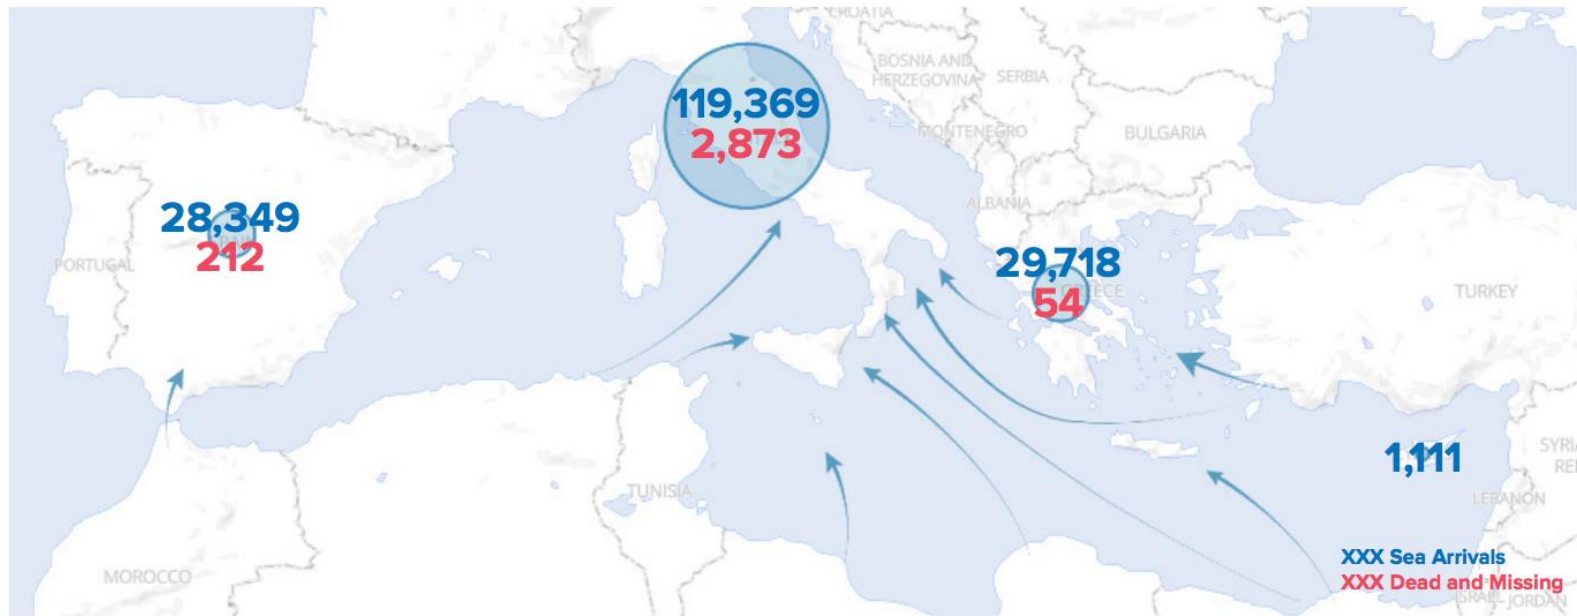 CROATIA
BOSNIA AND
HERZEGOVINA
SERBIA
119,369
2,873
MONTENEGRO
BULGARIA
ALBANIA
28,349
212
PORTUGAL
29,718
54
GREECE
TURKEY
1,111
SYRIA
TUNISIA
LEBANON
MOROCCO
XXX Sea Arrivals
XXX Dead and Missing
ISRAEL
JORDAN